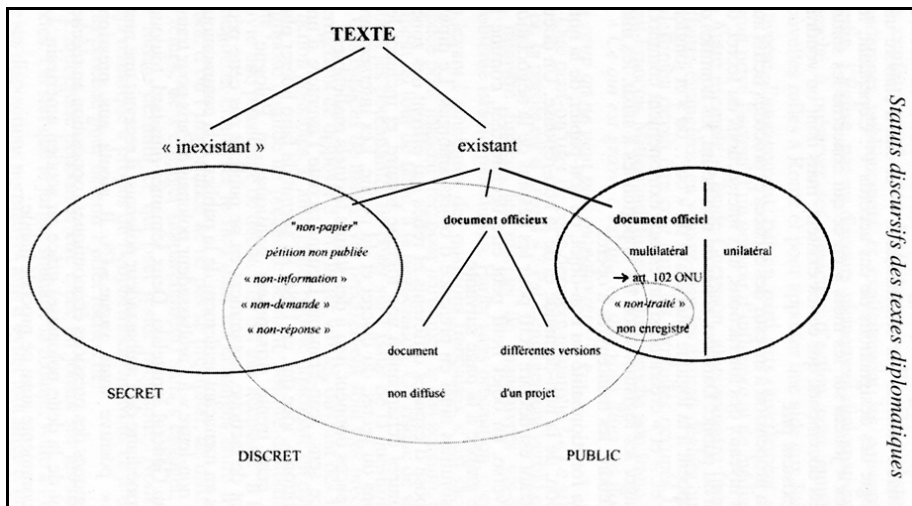 TEXTE
« inexistant »
existant
"non-papier"
pétition non publiée
« non-information »
« non-demande »
« non-réponse »
document officieux
document
non diffusé
différentes versions
d'un projet
document officiel
multilatéral
unilatéral
→ art. 102 ONU
« non-traité »
non enregistré
SECRET
DISCRET
PUBLIC
Statuts discursifs des textes diplomatiques